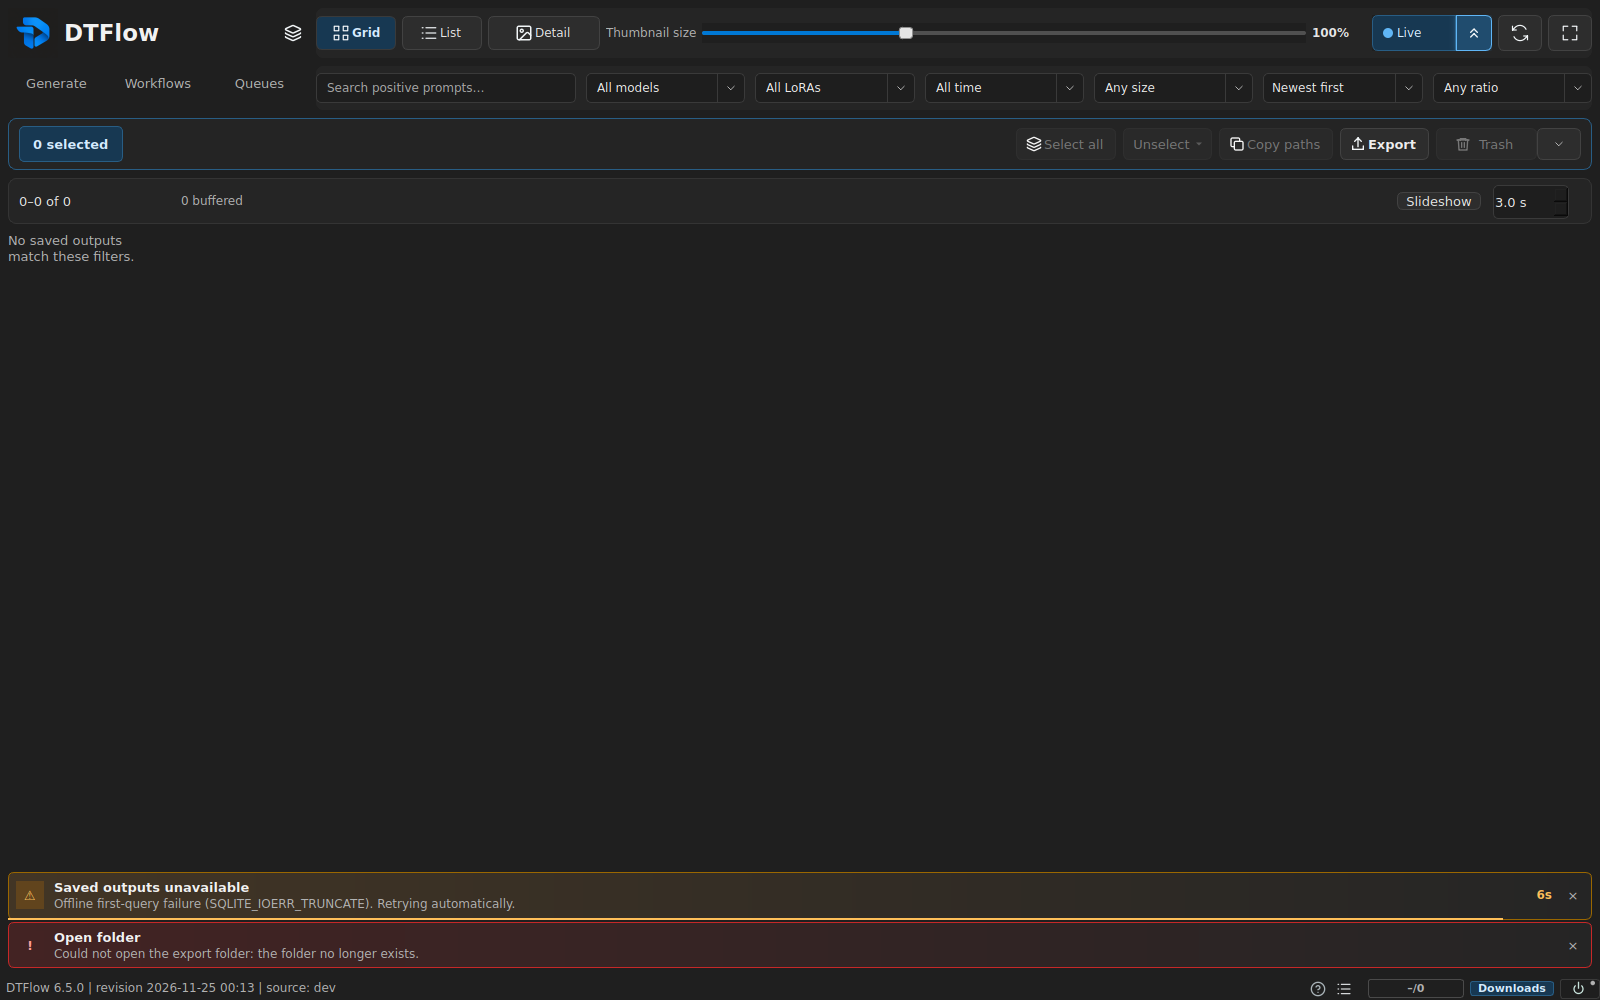 DTFlow
Grid
List
Detail
Thumbnail size
100%
Live
Generate
Workflows
Queues
Search positive prompts...
All models
All LoRAs
All time
Any size
Newest first
Any ratio
0 selected
Select all
Unselect
Copy paths
Export
Trash
0–0 of 0
0 buffered
Slideshow
3.0 s
No saved outputs
match these filters.
Saved outputs unavailable
Offline first-query failure (SQLITE_IOERR_TRUNCATE). Retrying automatically.
6s
Open folder
Could not open the export folder: the folder no longer exists.
DTFlow 6.5.0 | revision 2026-11-25 00:13 | source: dev
–/0
Downloads